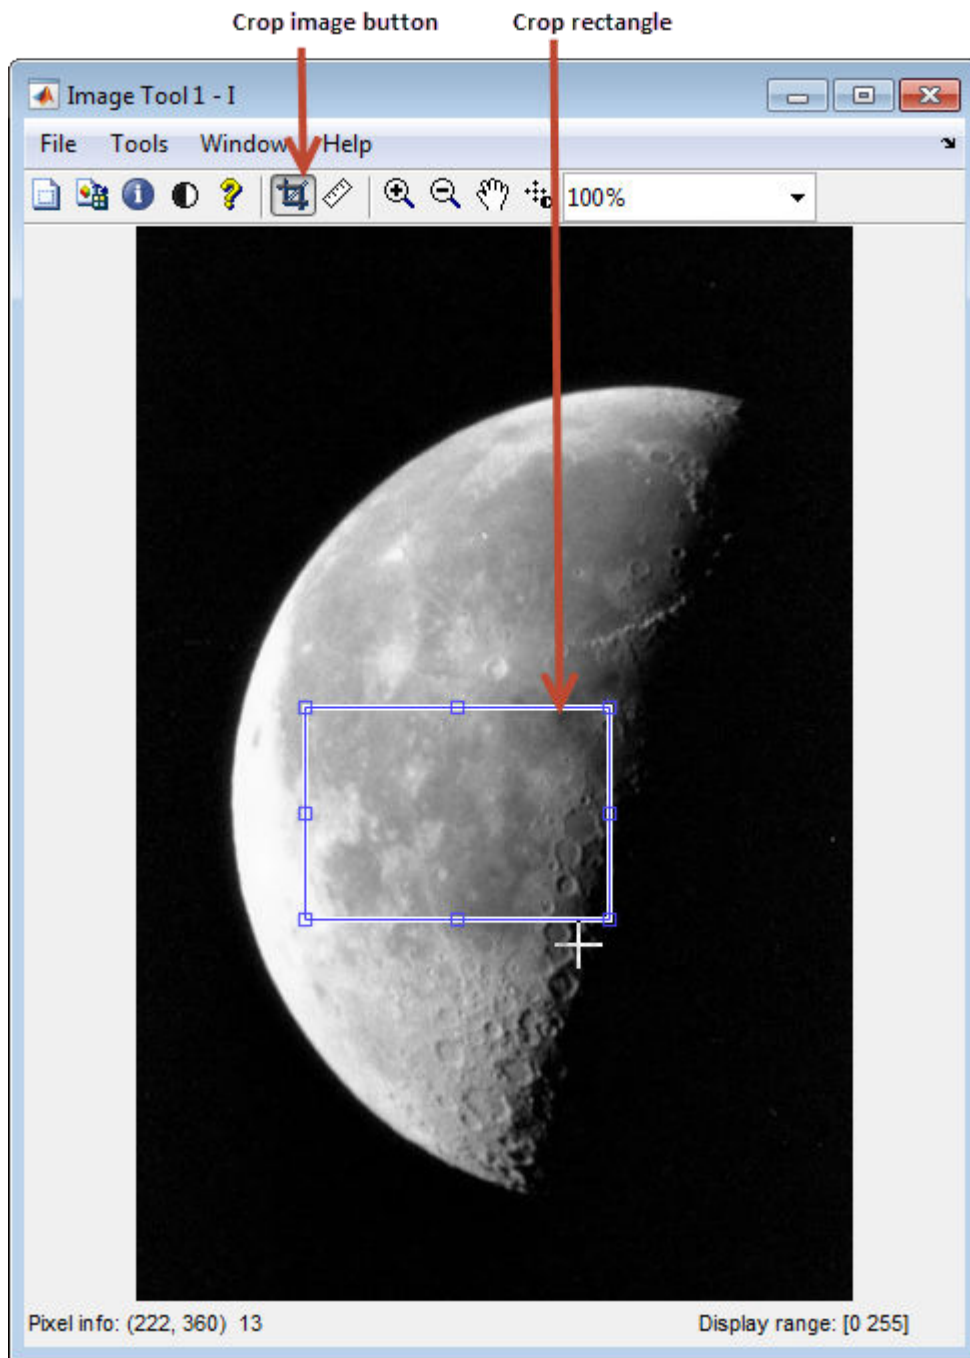 Crop image button Crop rectangle
Image Tool 1 - I
File Tools Window Help
100%
Pixel info: (222, 360) 13 Display range: [0 255]